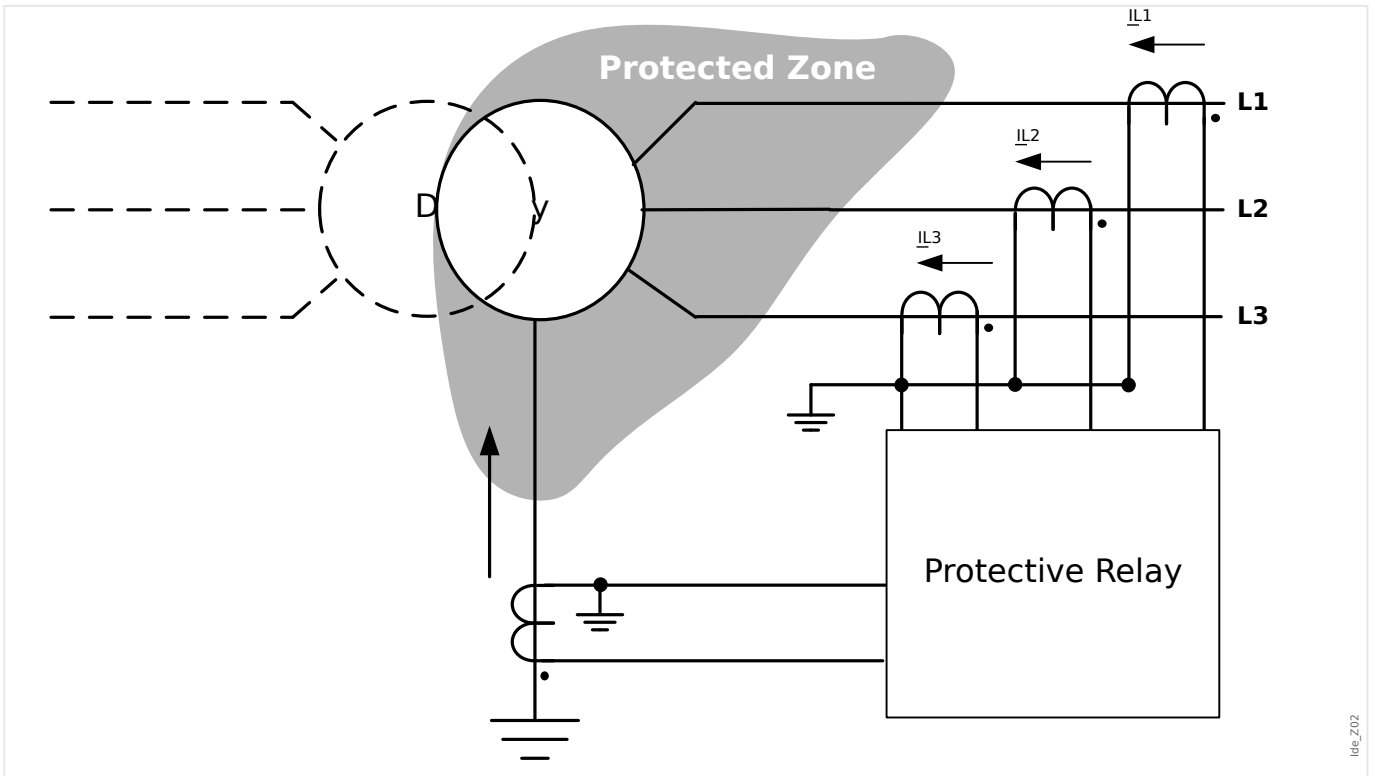 IL1
Protected Zone
L1
IL2
D
y
L2
IL3
L3
Protective Relay
Ide_Z02